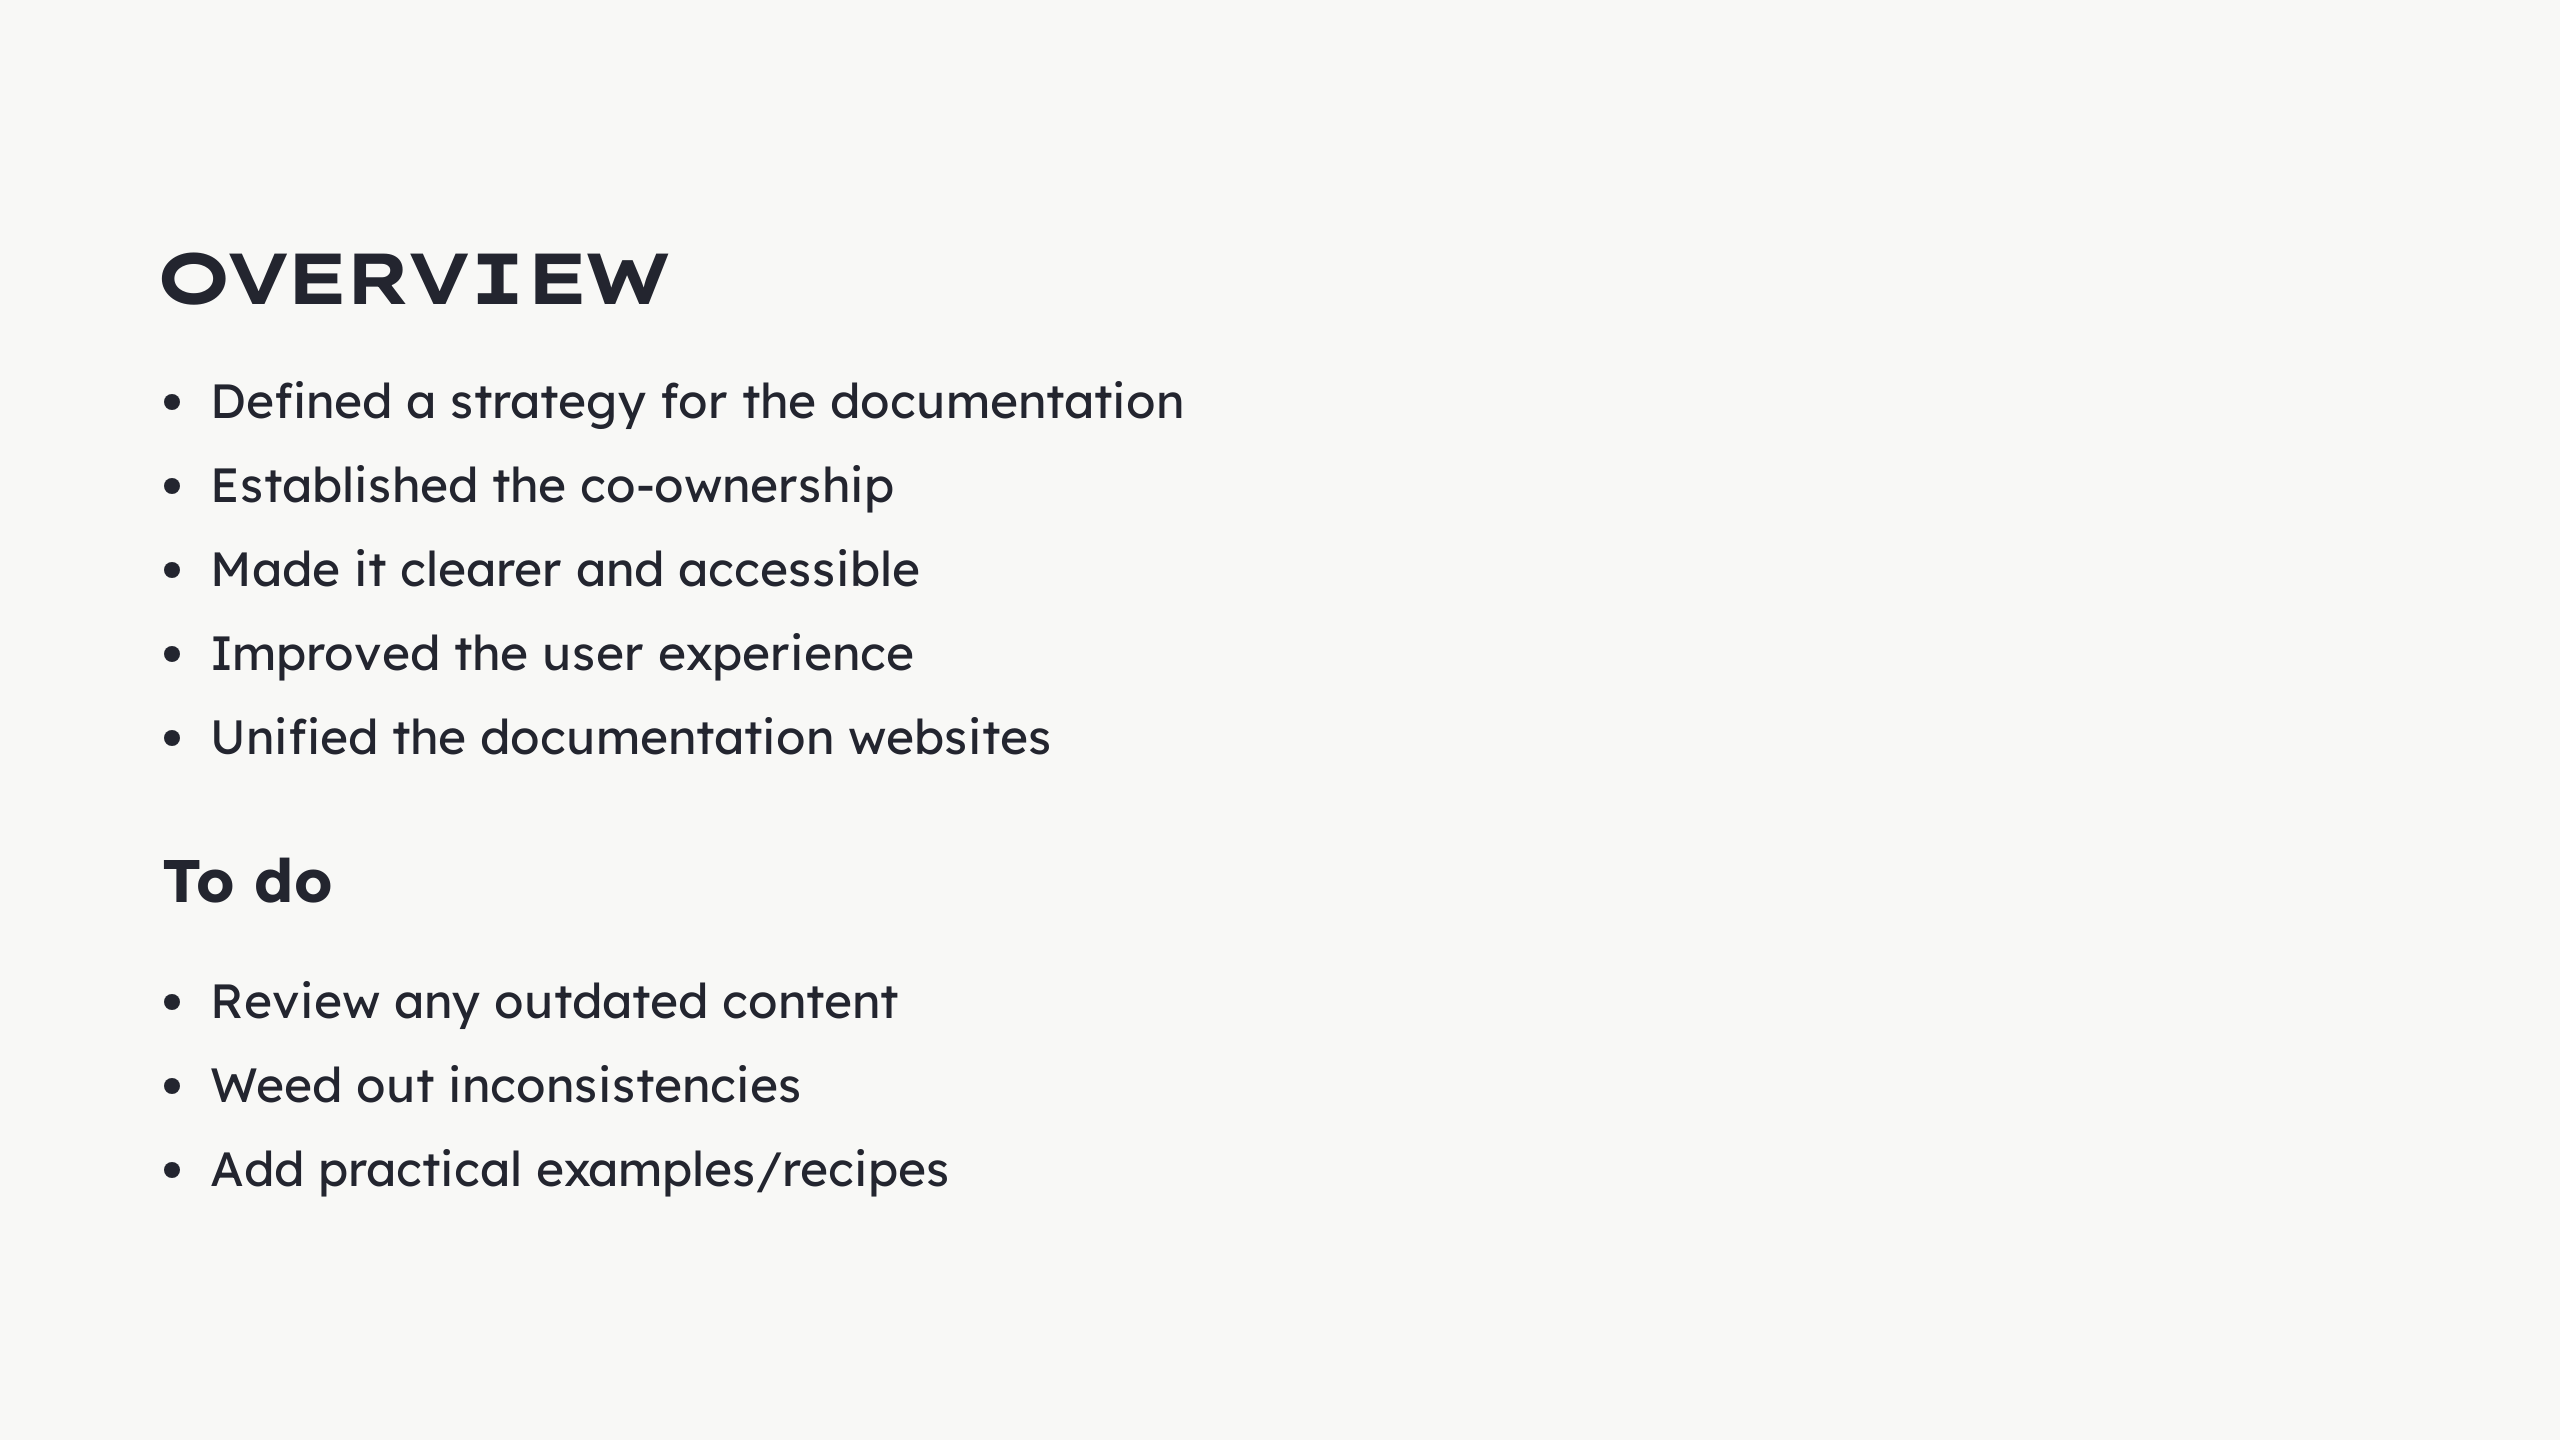 OVERVIEW
• Defined a strategy for the documentation
• Established the co-ownership
• Made it clearer and accessible
• Improved the user experience
• Unified the documentation websites
To do
• Review any outdated content
• Weed out inconsistencies
• Add practical examples/recipes